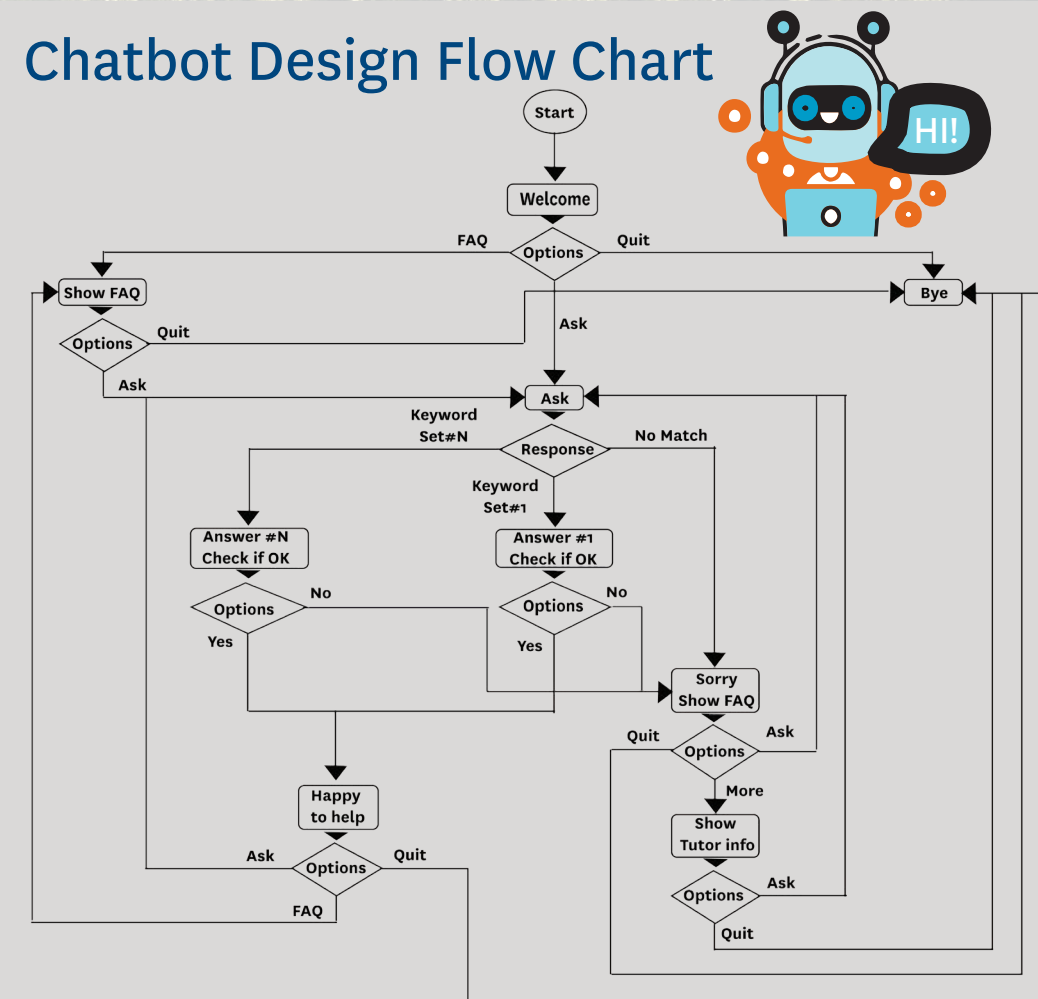 Chatbot Design Flow Chart
HI!
Start
Welcome
FAQ
Options
Quit
Show FAQ
Bye
Options
Quit
Ask
Ask
Ask
Keyword
Set#N
Response
No Match
Keyword
Set#1
Answer #N
Check if OK
Answer #1
Check if OK
Options
No
Options
No
Yes
Yes
Sorry
Show FAQ
Quit
Options
Ask
More
Happy
to help
Show
Tutor info
Ask
Options
Quit
Options
Ask
FAQ
Quit